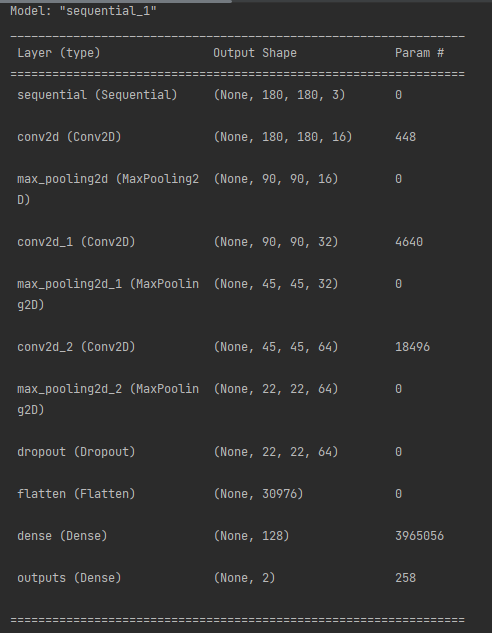 Model: "sequential_1"
_________________________________________________________________
Layer (type) Output Shape Param #
=================================================================
sequential (Sequential) (None, 180, 180, 3) 0
conv2d (Conv2D) (None, 180, 180, 16) 448
max_pooling2d (MaxPooling2 (None, 90, 90, 16) 0
D)
conv2d_1 (Conv2D) (None, 90, 90, 32) 4640
max_pooling2d_1 (MaxPoolin (None, 45, 45, 32) 0
g2D)
conv2d_2 (Conv2D) (None, 45, 45, 64) 18496
max_pooling2d_2 (MaxPoolin (None, 22, 22, 64) 0
g2D)
dropout (Dropout) (None, 22, 22, 64) 0
flatten (Flatten) (None, 30976) 0
dense (Dense) (None, 128) 3965056
outputs (Dense) (None, 2) 258
=================================================================